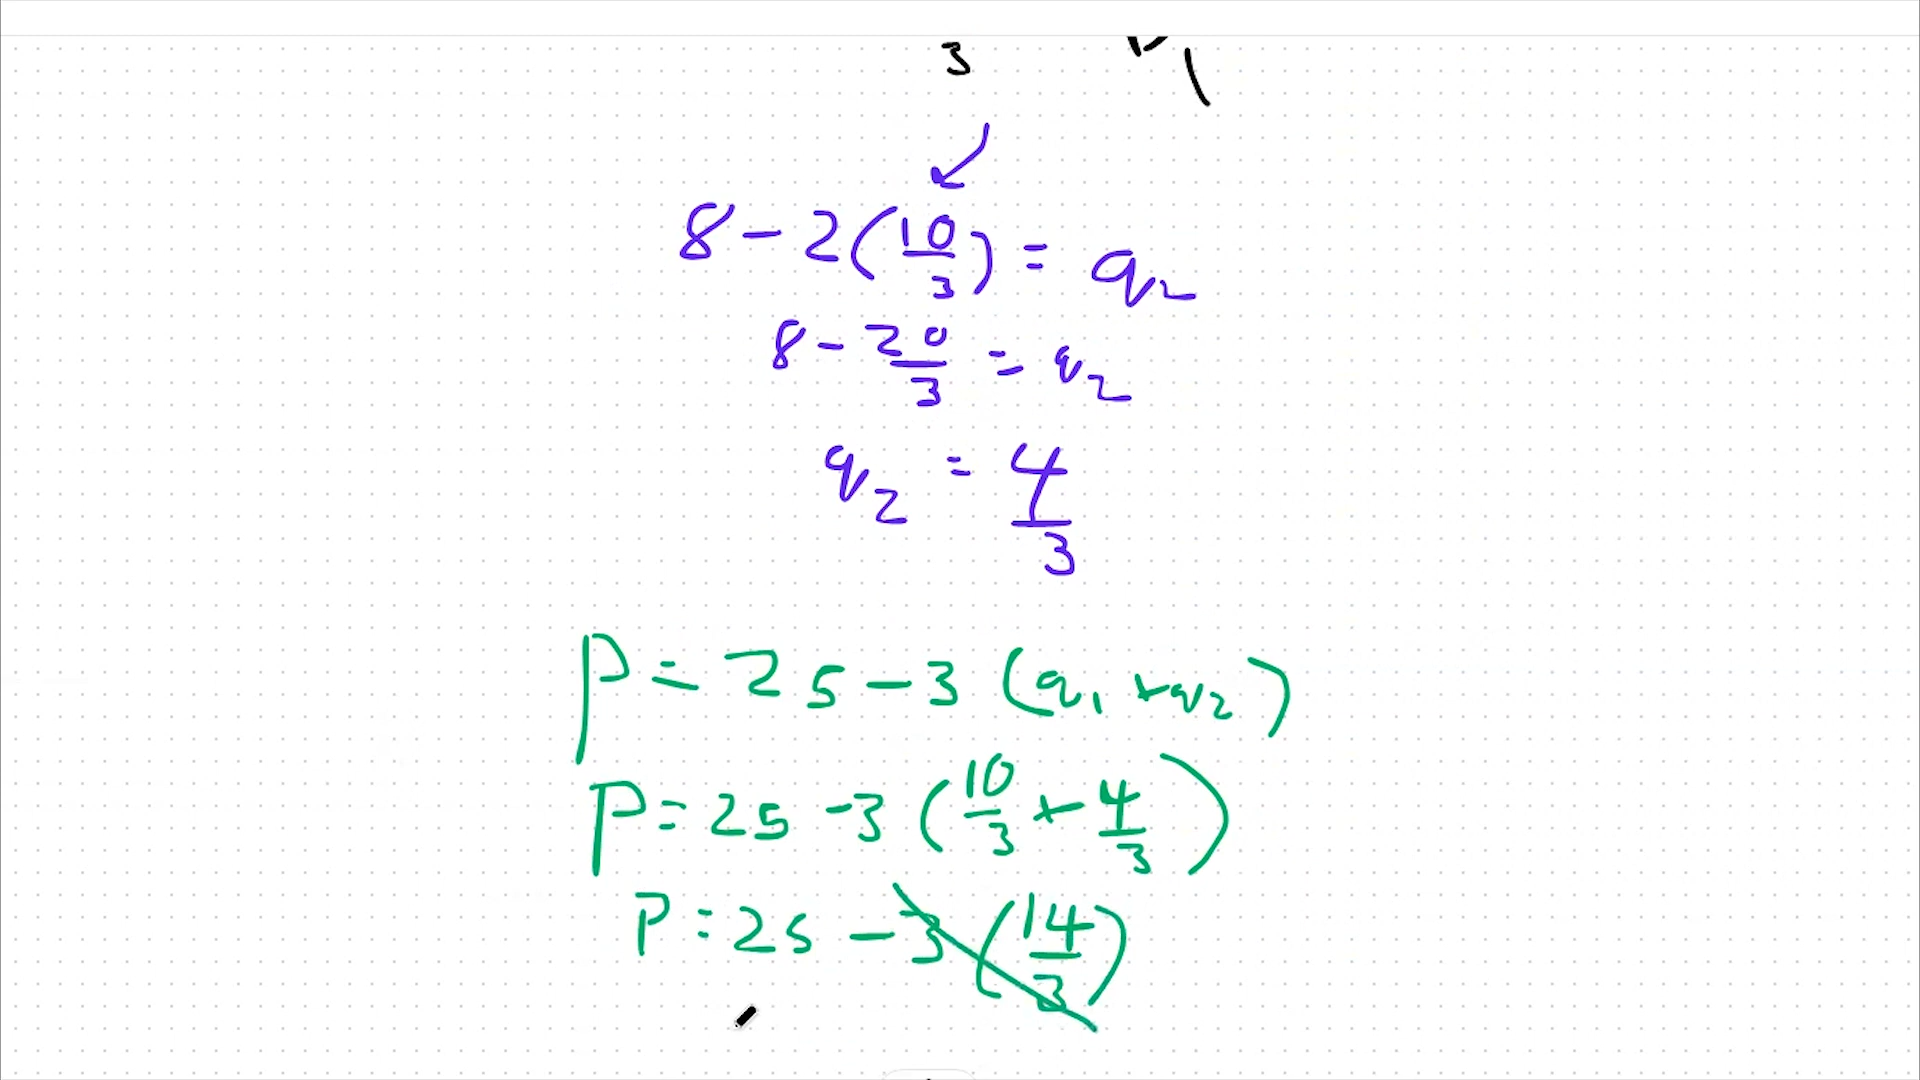 3
8 - 2(10/3) = q2
8 - 20/3 = q2
q2 = 4/3
P = 25 - 3 (q1 + q2)
P = 25 - 3 (10/3 + 4/3)
P = 25 - 3 (14/3)